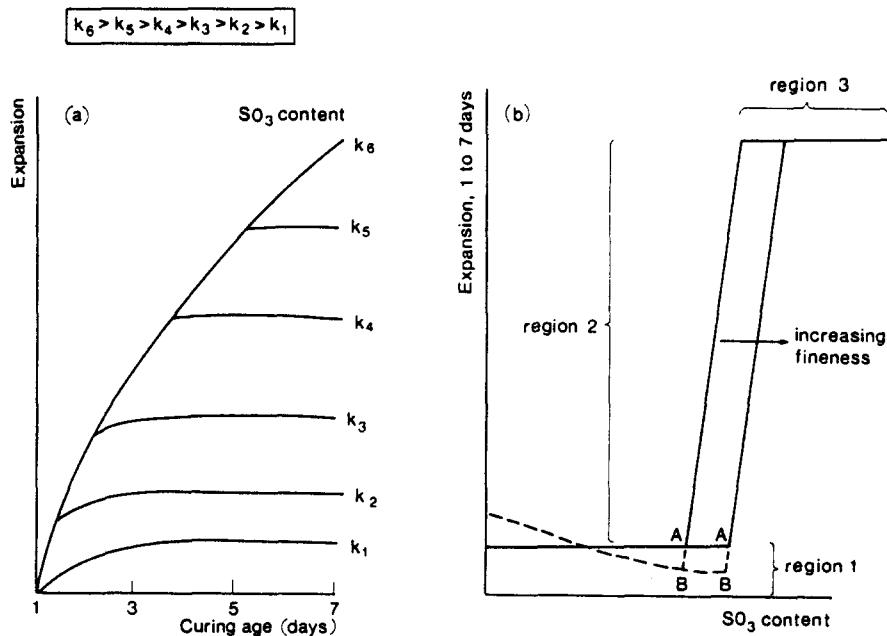 k₆ > k₅ > k₄ > k₃ > k₂ > k₁
(a)
SO₃ content
Expansion
k₆
k₅
k₄
k₃
k₂
k₁
1 3 5 7
Curing age (days)
(b)
region 3
Expansion, 1 to 7 days
region 2
increasing
fineness
A A
B B
region 1
SO₃ content